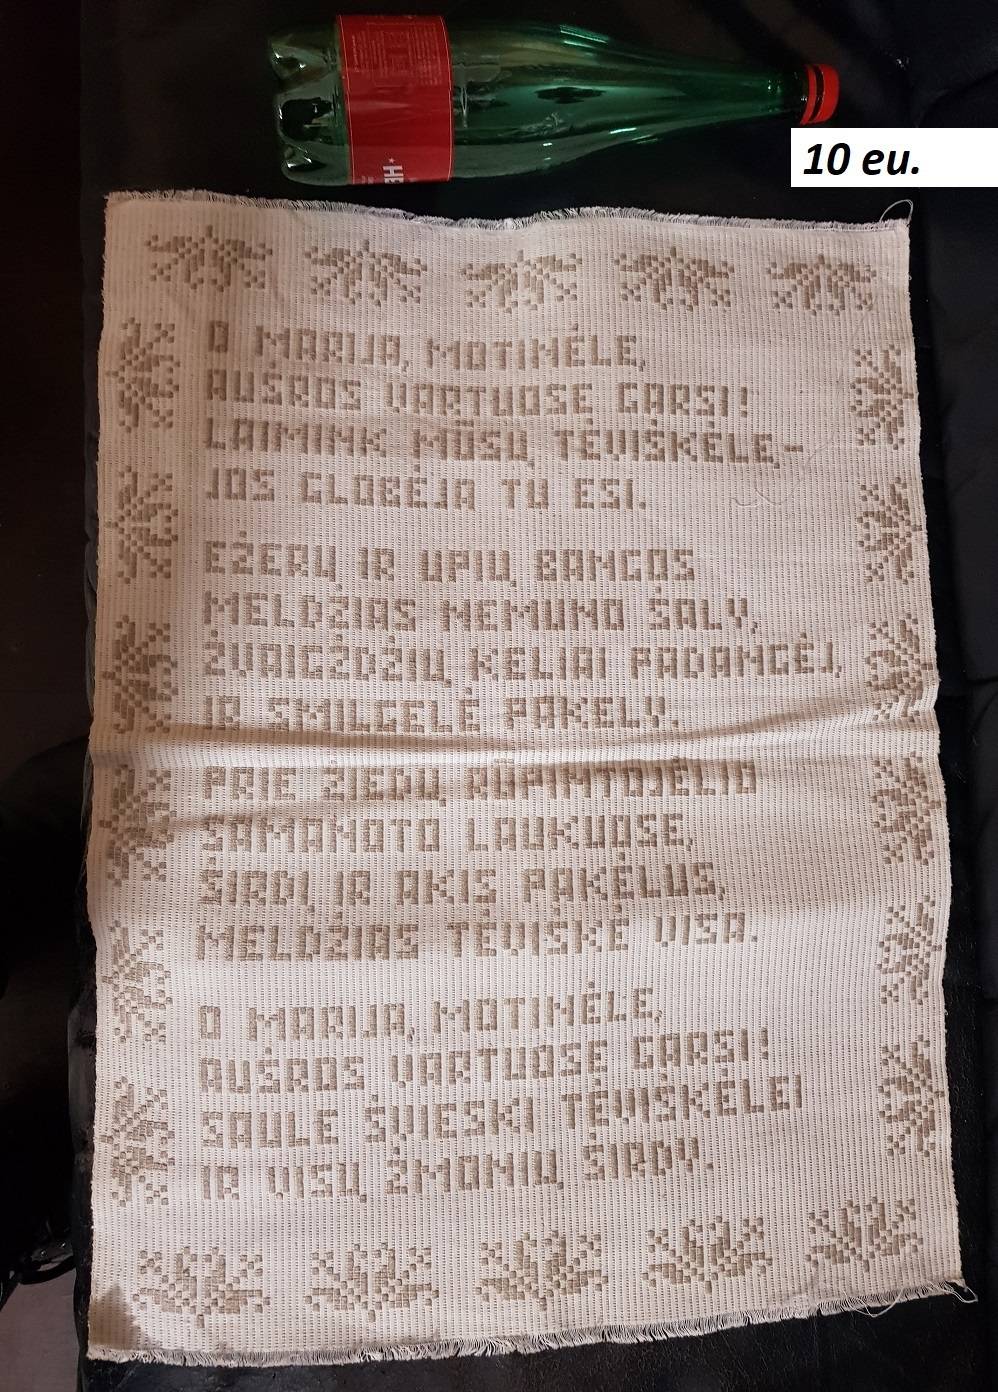 10 eu.
O MARIJA, MOTINĖLE,
AUŠROS VARTUOSE GARSI!
LAIMINK MŪSŲ TĖVIŠKĖLĘ,–
JOS GLOBĖJA TU ESI.
EŽERŲ IR UPIŲ BANGOS
MELDŽIAS NEMUNO ŠALY,
ŽVAIGŽDŽIŲ KELIAI PADANGĖJ,
IR SMILGELĖ PAKELY.
PRIE ŽIEDŲ, RŪPINTOJĖLIO
SAMANOTO LAUKUOSE,
ŠIRDĮ IR AKIS PAKĖLUS,
MELDŽIAS TĖVIŠKĖ VISA.
O MARIJA, MOTINĖLE,
AUŠROS VARTUOSE GARSI!
SAULE ŠVIESKI TĖVIŠKĖLEI
IR VISŲ ŽMONIŲ ŠIRDY.